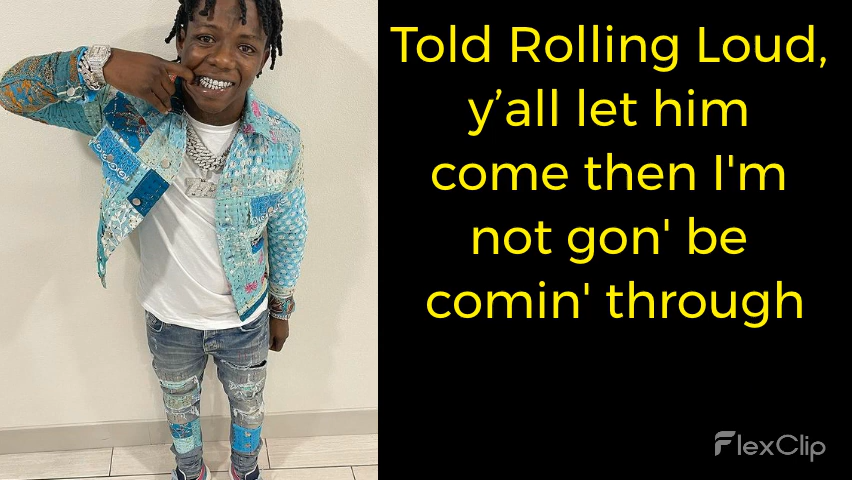 Told Rolling Loud,
y’all let him
come then I'm
not gon' be
comin' through
FlexClip